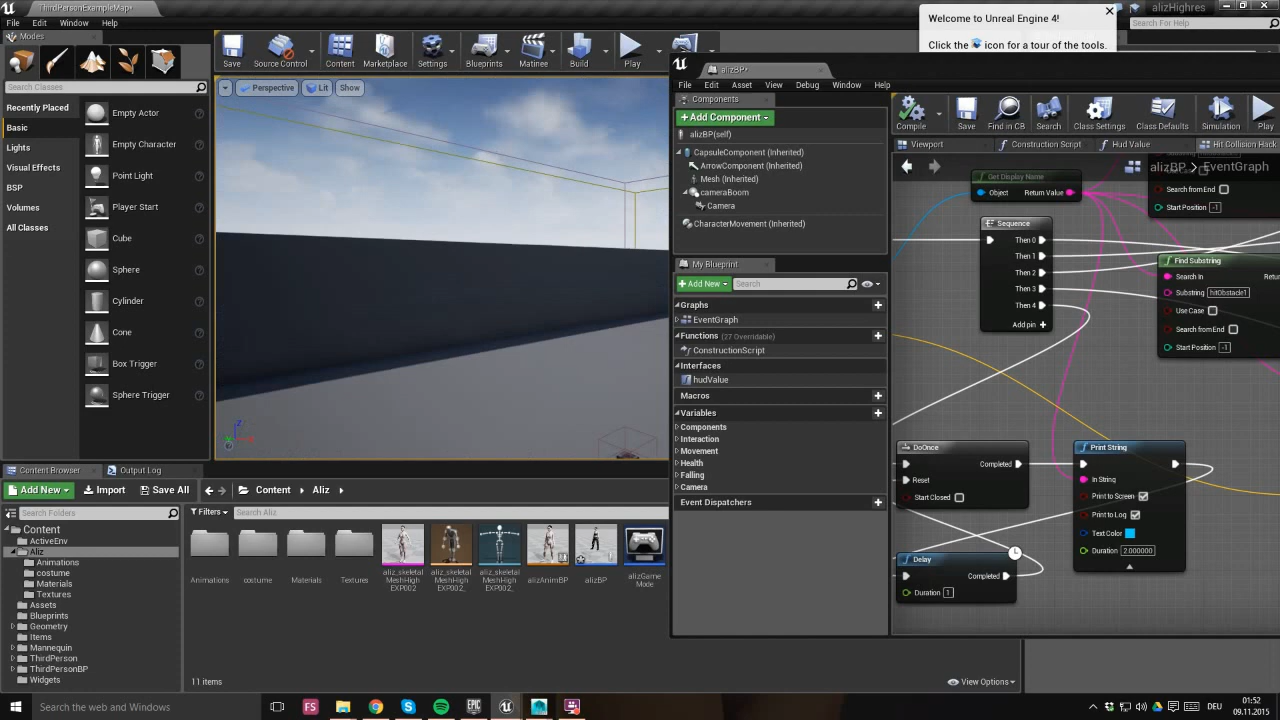 ThirdPersonExampleMap*
alizHighres
File Edit Window Help
Welcome to Unreal Engine 4!
Click the icon for a tour of the tools.
Search For Help
Modes
Search Classes
Recently Placed
Basic
Lights
Visual Effects
BSP
Volumes
All Classes
Empty Actor
Empty Character
Point Light
Player Start
Cube
Sphere
Cylinder
Cone
Box Trigger
Sphere Trigger
Save Source Control Content Marketplace Settings Blueprints Matinee Build Play
Perspective Lit Show
alizBP*
File Edit Asset View Debug Window Help
Components
+Add Component
alizBP(self)
CapsuleComponent (Inherited)
ArrowComponent (Inherited)
Mesh (Inherited)
cameraBoom
Camera
CharacterMovement (Inherited)
My Blueprint
+Add New Search
Graphs
EventGraph
Functions (27 Overridable)
ConstructionScript
Interfaces
hudValue
Macros
Variables
Components
Interaction
Movement
Health
Falling
Camera
Event Dispatchers
Compile Save Find in CB Search Class Settings Class Defaults Simulation Play
Viewport Construction Script Hud Value Hit Collision Hack
alizBP > EventGraph
Get Display Name
Object Return Value
Search from End
Start Position -1
Sequence
Then 0
Then 1
Then 2
Then 3
Then 4
Add pin +
Find Substring
Search In
Substring hitObstacle1
Use Case
Search from End
Start Position -1
DoOnce
Completed
Reset
Start Closed
Print String
In String
Print to Screen
Print to Log
Text Color
Duration 2.000000
Delay
Completed
Duration 1
Content Browser Output Log
Add New Import Save All Content Aliz
Search Folders
Filters Search Aliz
Content
ActiveEnv
Aliz
Animations
costume
Materials
Textures
Assets
Blueprints
Geometry
Items
Mannequin
ThirdPerson
ThirdPersonBP
Widgets
Animations costume Materials Textures
aliz_skeletal MeshHigh EXP002
aliz_skeletal MeshHigh EXP002_
aliz_skeletal MeshHigh EXP002_
alizAnimBP
alizBP
alizGame Mode
11 items
View Options
Search the web and Windows
DEU
01:52
09.11.2015